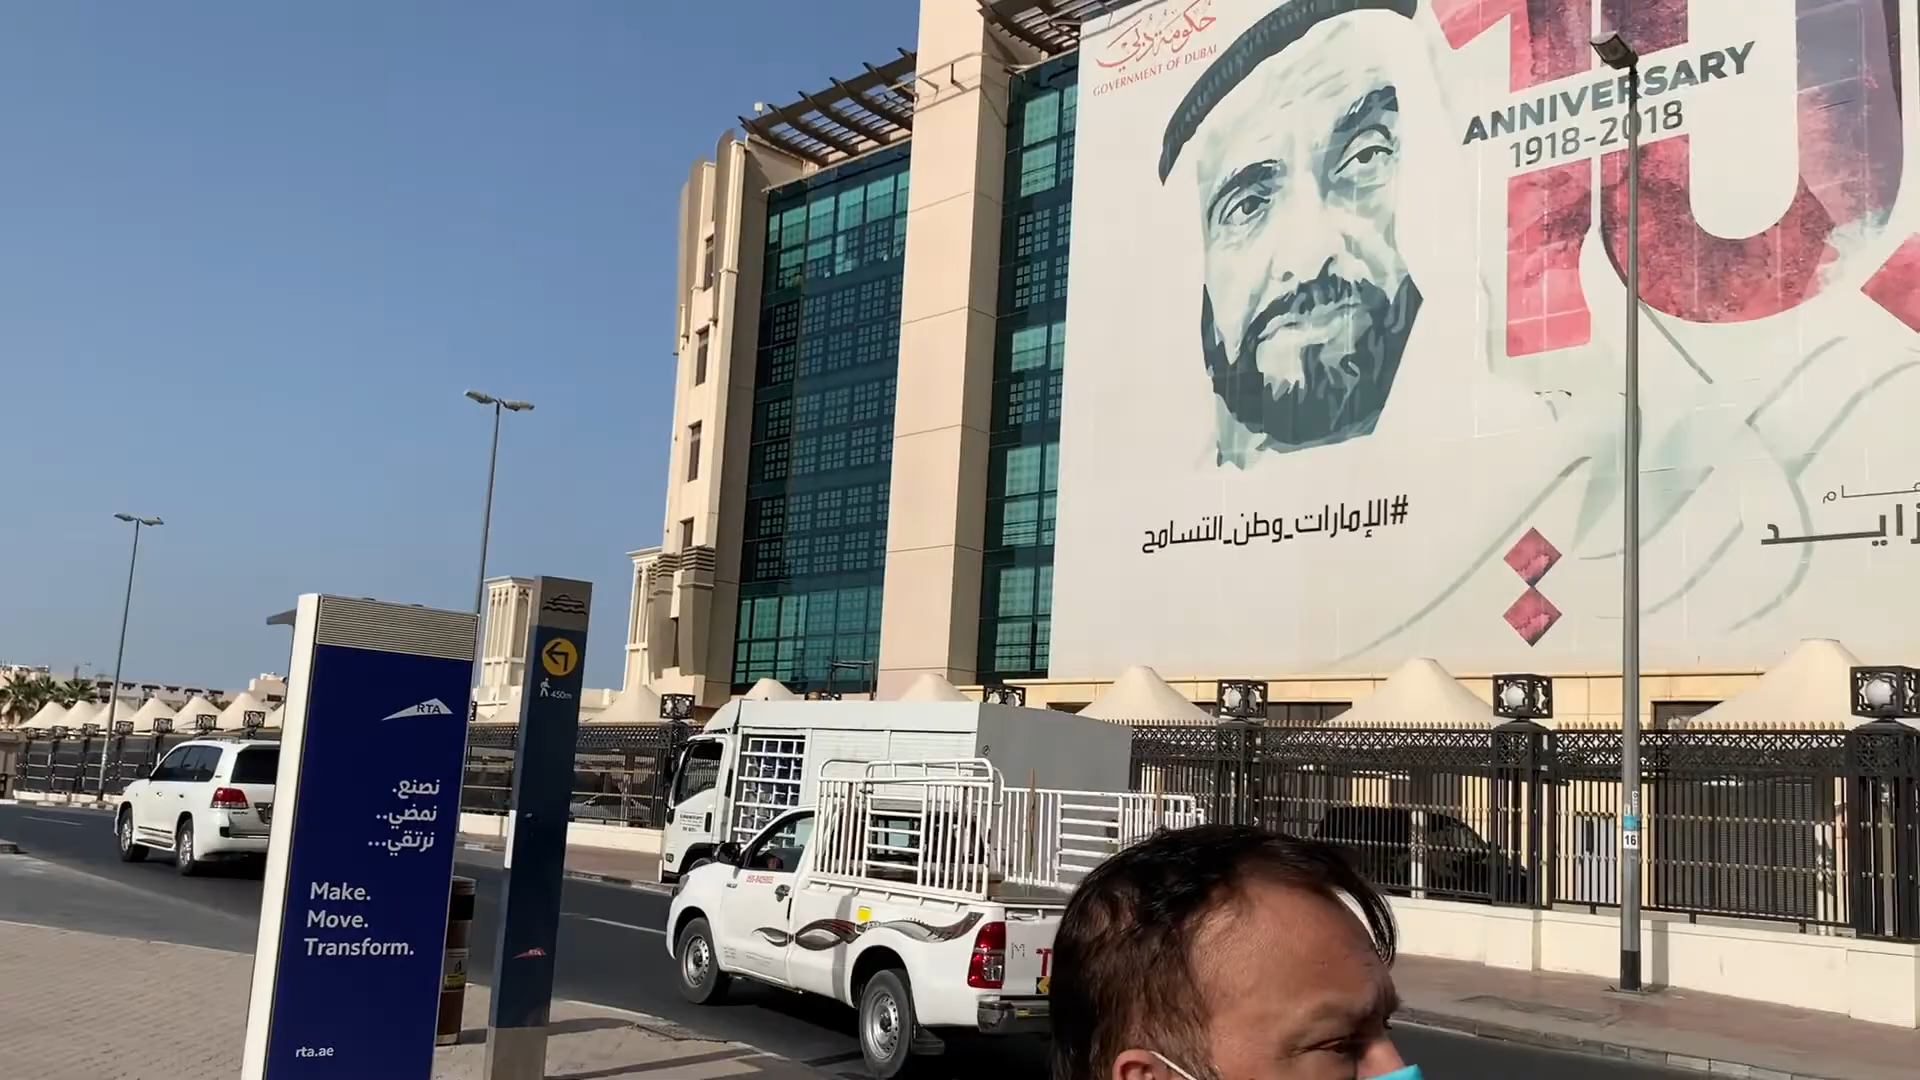 حكومة دبي
GOVERNMENT OF DUBAI
10
ANNIVERSARY
1918-2018
#الإمارات_وطن_التسامح
زايد
450m
RTA
نصنع.
نمضي..
نرتقي...
Make.
Move.
Transform.
rta.ae
16